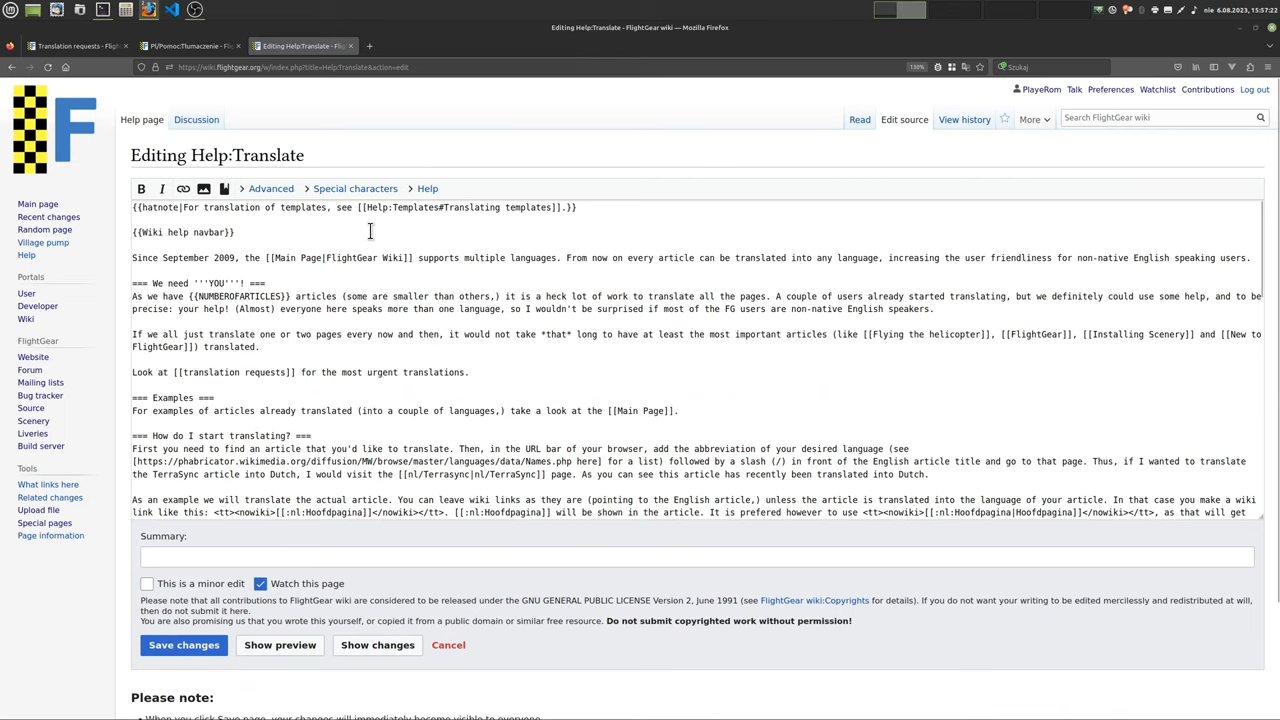 nie 6.08.2023, 15:57:22
Editing Help:Translate - FlightGear wiki — Mozilla Firefox
Translation requests - Flight
Pl/Pomoc:Tłumaczenie - Fli
Editing Help:Translate - Fli
https://wiki.flightgear.org/w/index.php?title=Help:Translate&action=edit
130%
Szukaj
PlayeRom Talk Preferences Watchlist Contributions Log out
Help page Discussion Read Edit source View history More Search FlightGear wiki
Editing Help:Translate
B I Advanced Special characters Help
Main page
Recent changes
Random page
Village pump
Help
Portals
User
Developer
Wiki
FlightGear
Website
Forum
Mailing lists
Bug tracker
Source
Scenery
Liveries
Build server
Tools
What links here
Related changes
Upload file
Special pages
Page information
{{hatnote|For translation of templates, see [[Help:Templates#Translating templates]].}}
{{Wiki help navbar}}
Since September 2009, the [[Main Page|FlightGear Wiki]] supports multiple languages. From now on every article can be translated into any language, increasing the user friendliness for non-native English speaking users.
=== We need '''YOU'''! ===
As we have {{NUMBEROFARTICLES}} articles (some are smaller than others,) it is a heck lot of work to translate all the pages. A couple of users already started translating, but we definitely could use some help, and to be
precise: your help! (Almost) everyone here speaks more than one language, so I wouldn't be surprised if most of the FG users are non-native English speakers.
If we all just translate one or two pages every now and then, it would not take *that* long to have at least the most important articles (like [[Flying the helicopter]], [[FlightGear]], [[Installing Scenery]] and [[New to
FlightGear]]) translated.
Look at [[translation requests]] for the most urgent translations.
=== Examples ===
For examples of articles already translated (into a couple of languages,) take a look at the [[Main Page]].
=== How do I start translating? ===
First you need to find an article that you'd like to translate. Then, in the URL bar of your browser, add the abbreviation of your desired language (see
[https://phabricator.wikimedia.org/diffusion/MW/browse/master/languages/data/Names.php here] for a list) followed by a slash (/) in front of the English article title and go to that page. Thus, if I wanted to translate
the TerraSync article into Dutch, I would visit the [[nl/Terrasync|nl/TerraSync]] page. As you can see this article has recently been translated into Dutch.
As an example we will translate the actual article. You can leave wiki links as they are (pointing to the English article,) unless the article is translated into the language of your article. In that case you make a wiki
link like this: <tt><nowiki>[[:nl:Hoofdpagina]]</nowiki></tt>. [[:nl:Hoofdpagina]] will be shown in the article. It is prefered however to use <tt><nowiki>[[:nl:Hoofdpagina|Hoofdpagina]]</nowiki></tt>, as that will get
Summary:
This is a minor edit Watch this page
Please note that all contributions to FlightGear wiki are considered to be released under the GNU GENERAL PUBLIC LICENSE Version 2, June 1991 (see FlightGear wiki:Copyrights for details). If you do not want your writing to be edited mercilessly and redistributed at will,
then do not submit it here.
You are also promising us that you wrote this yourself, or copied it from a public domain or similar free resource. Do not submit copyrighted work without permission!
Save changes Show preview Show changes Cancel
Please note:
When you click Save page, your changes will immediately become visible to everyone.